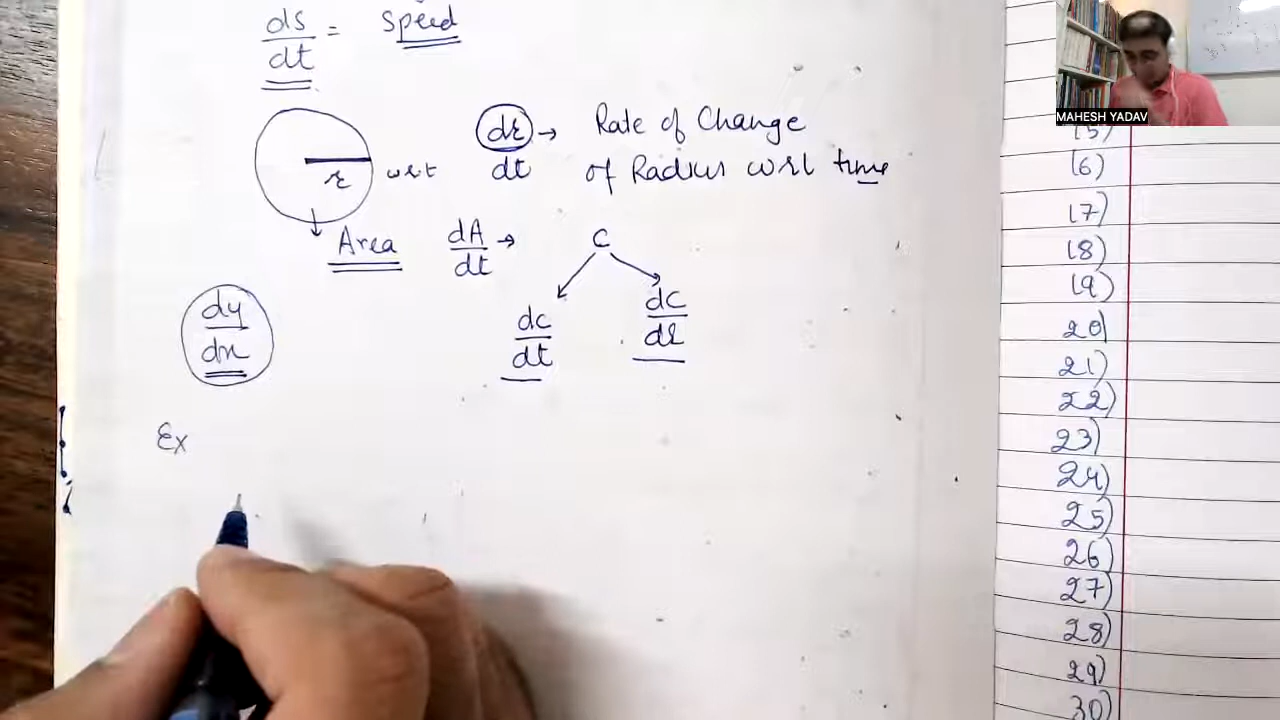 ds
dt
= Speed
dr → Rate of Change
dt of Radius wrt time
r wrt
Area
dA →
dt
C
dc
dt
dc
dr
dy
dx
Ex
MAHESH YADAV
15)
16)
17)
18)
19)
20)
21)
22)
23)
24)
25)
26)
27)
28)
29)
30)